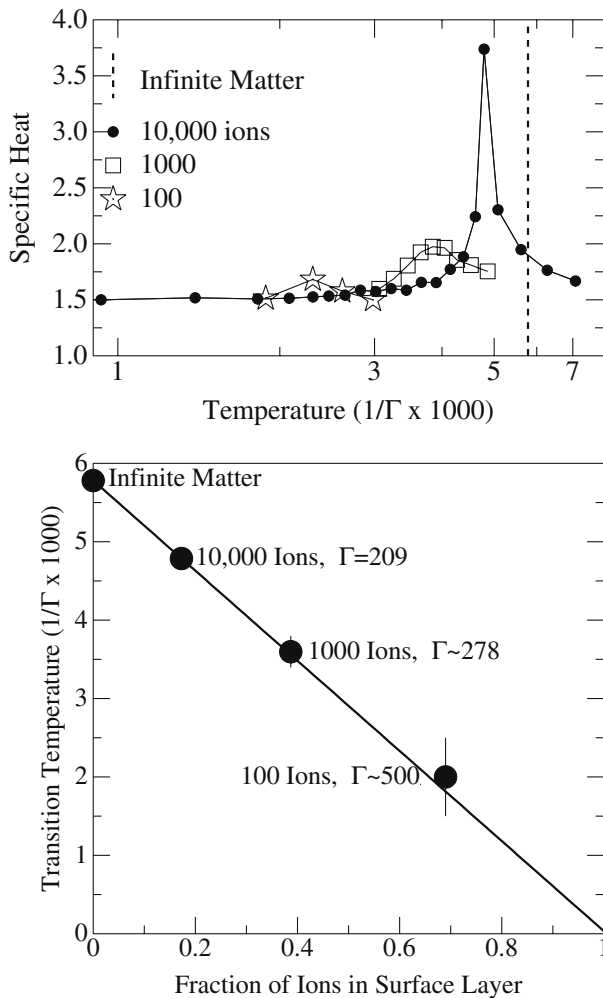 4.0
3.5
3.0
2.5
2.0
1.5
1.0
Specific Heat
Infinite Matter
10,000 ions
1000
100
1 3 5 7
Temperature (1/Γ x 1000)
6
5
4
3
2
1
0
Transition Temperature (1/Γ x 1000)
Infinite Matter
10,000 Ions, Γ=209
1000 Ions, Γ~278
100 Ions, Γ~500
0 0.2 0.4 0.6 0.8 1
Fraction of Ions in Surface Layer